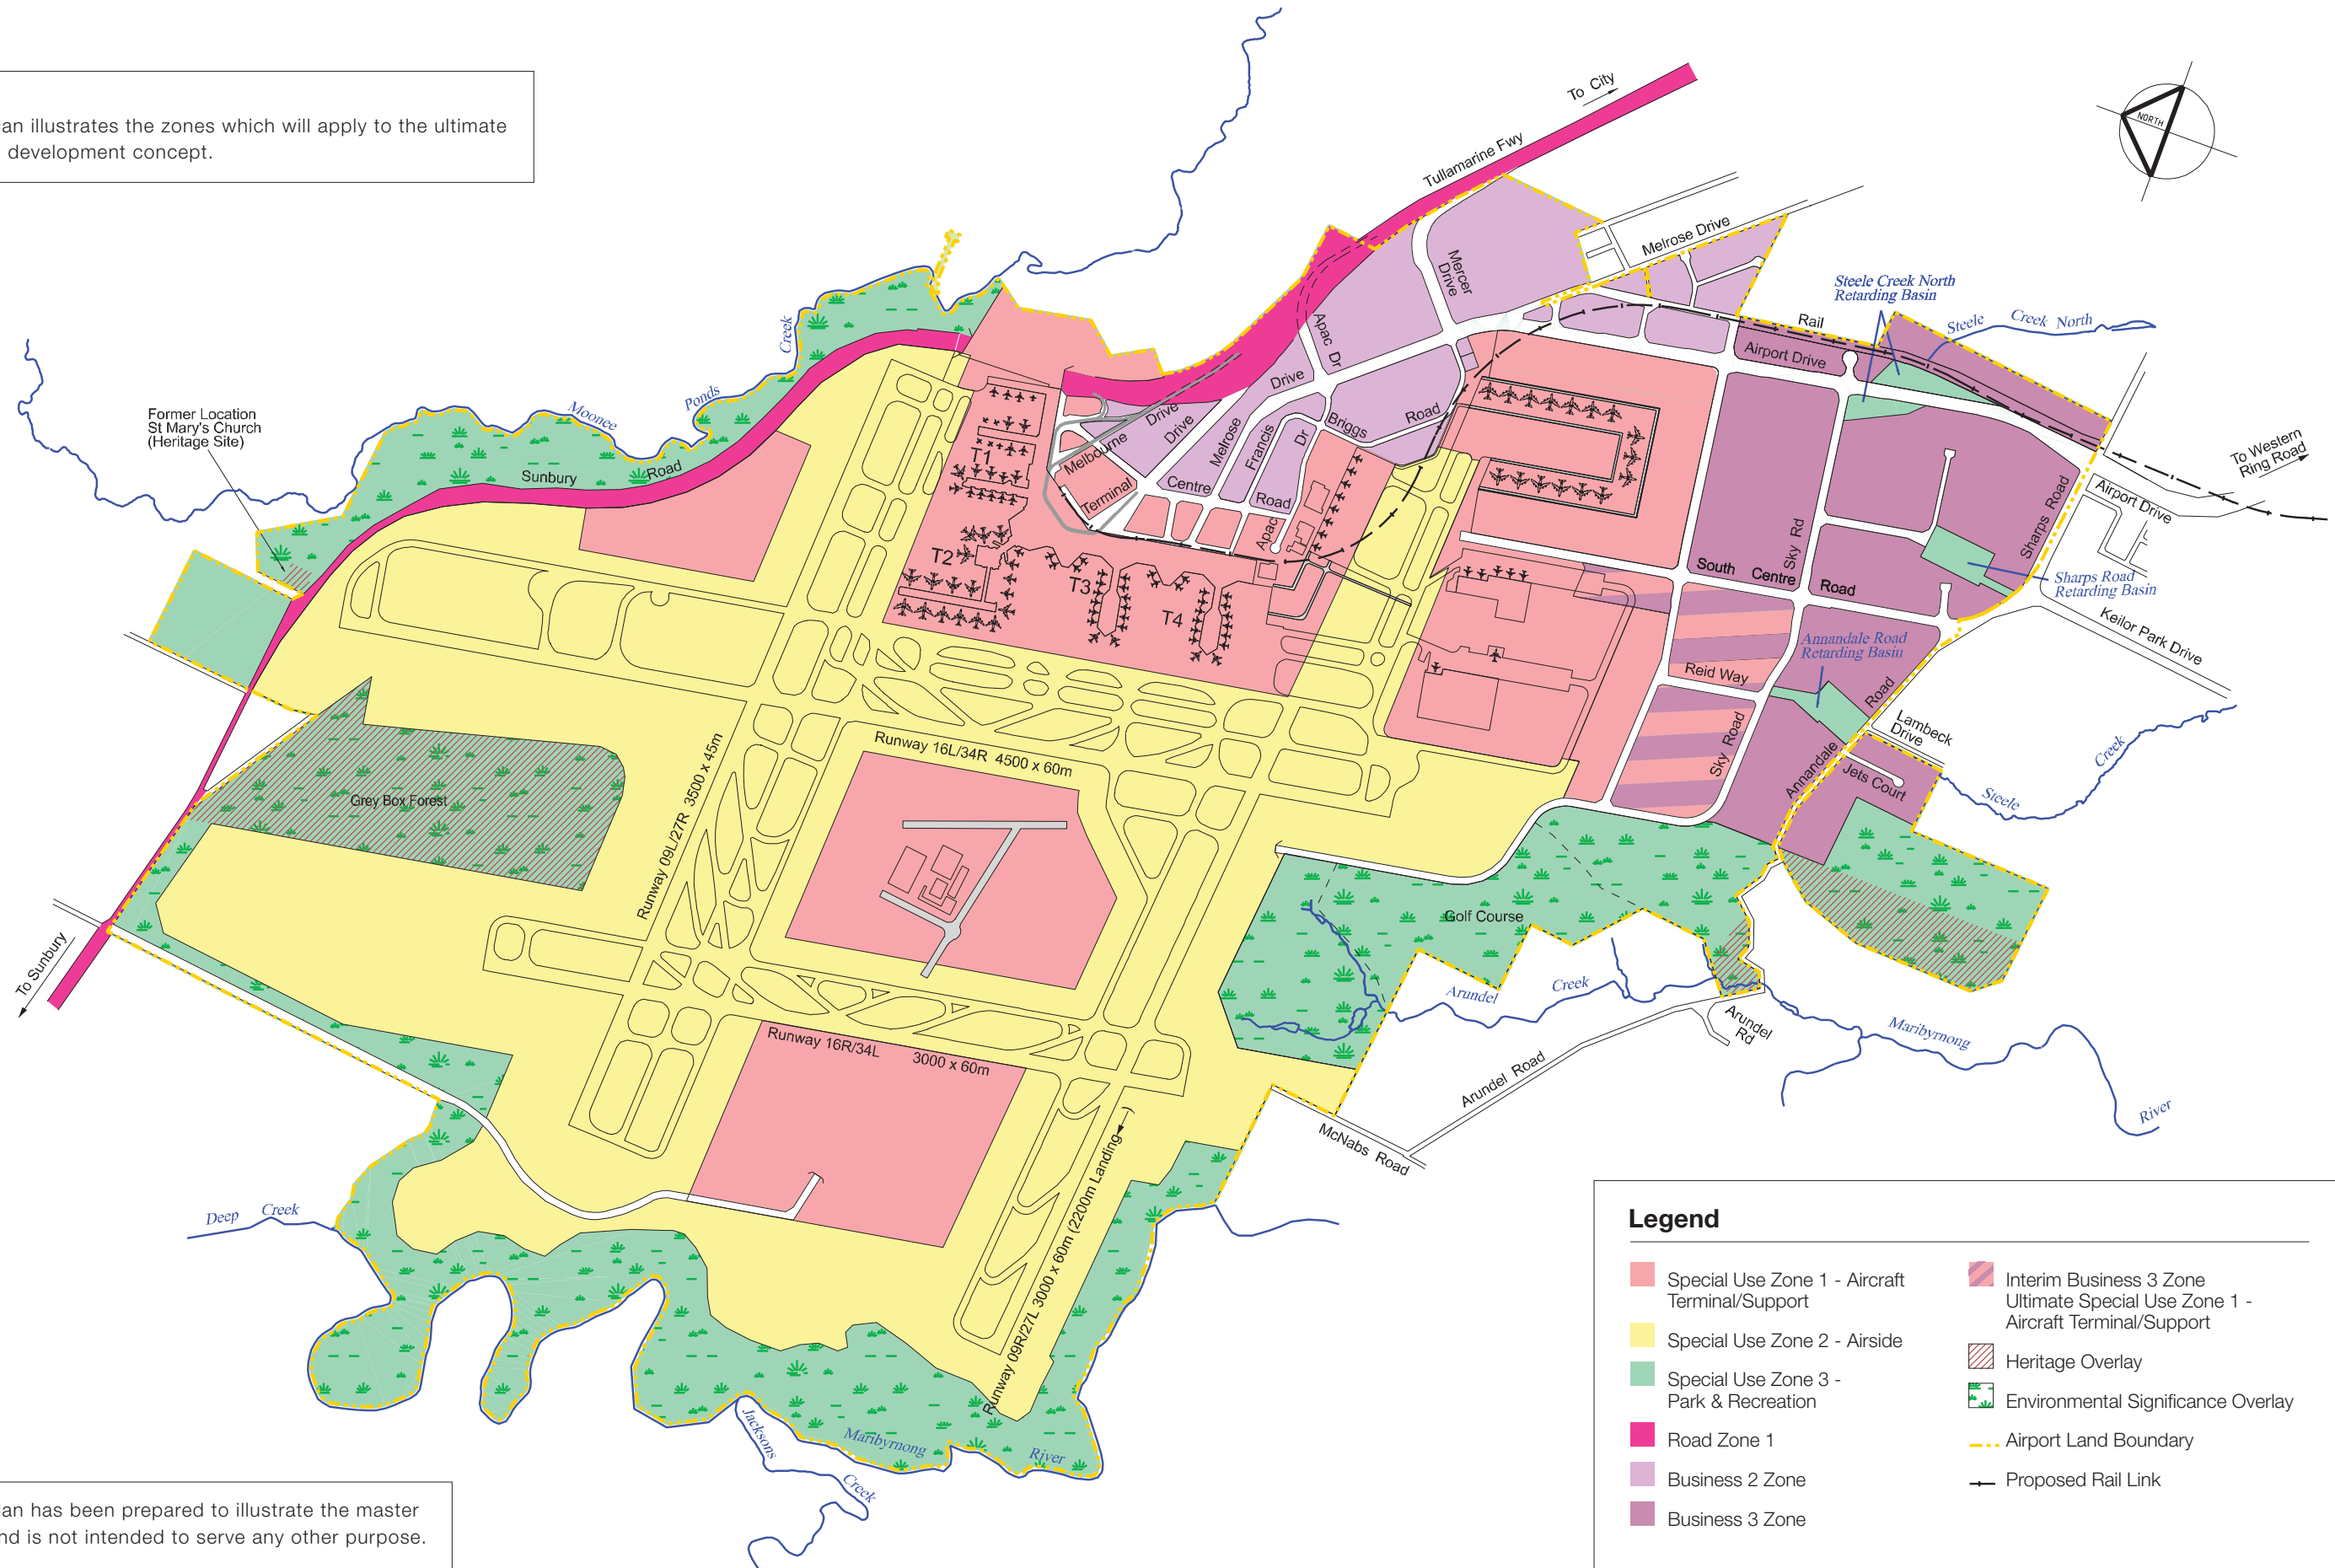 lan illustrates the zones which will apply to the ultimate
development concept.
To City
Tullamarine Fwy
NORTH
Melrose Drive
Mercer
Drive
Steele Creek North
Retarding Basin
Rail
Steele
Creek North
Airport Drive
Apac Dr
Creek
Moonee
Ponds
Former Location
St Mary's Church
(Heritage Site)
Sunbury
Road
Drive
Drive
Drive
Melbourne
Melrose
Francis
Dr
Briggs
Road
T1
Terminal
Centre
Road
Apac
To Western
Ring Road
Airport Drive
Sharps Road
T2
T3
T4
Sky Rd
South Centre Road
Sharps Road
Retarding Basin
Keilor Park Drive
Annandale Road
Retarding Basin
Reid Way
Road
Lambeck
Drive
Sky Road
Annandale
Jets Court
Creek
Steele
Runway 16L/34R 4500 x 60m
Runway 09L/27R 3500 x 45m
Grey Box Forest
Golf Course
To Sunbury
Arundel
Creek
Arundel
Rd
Maribyrnong
River
Runway 16R/34L 3000 x 60m
Arundel Road
McNabs Road
Deep Creek
Runway 09R/27L 3000 x 60m (2200m Landing)
Jacksons
Creek
Maribyrnong
River
Legend
Special Use Zone 1 - Aircraft
Terminal/Support
Special Use Zone 2 - Airside
Special Use Zone 3 -
Park & Recreation
Road Zone 1
Business 2 Zone
Business 3 Zone
Interim Business 3 Zone
Ultimate Special Use Zone 1 -
Aircraft Terminal/Support
Heritage Overlay
Environmental Significance Overlay
Airport Land Boundary
Proposed Rail Link
lan has been prepared to illustrate the master
nd is not intended to serve any other purpose.